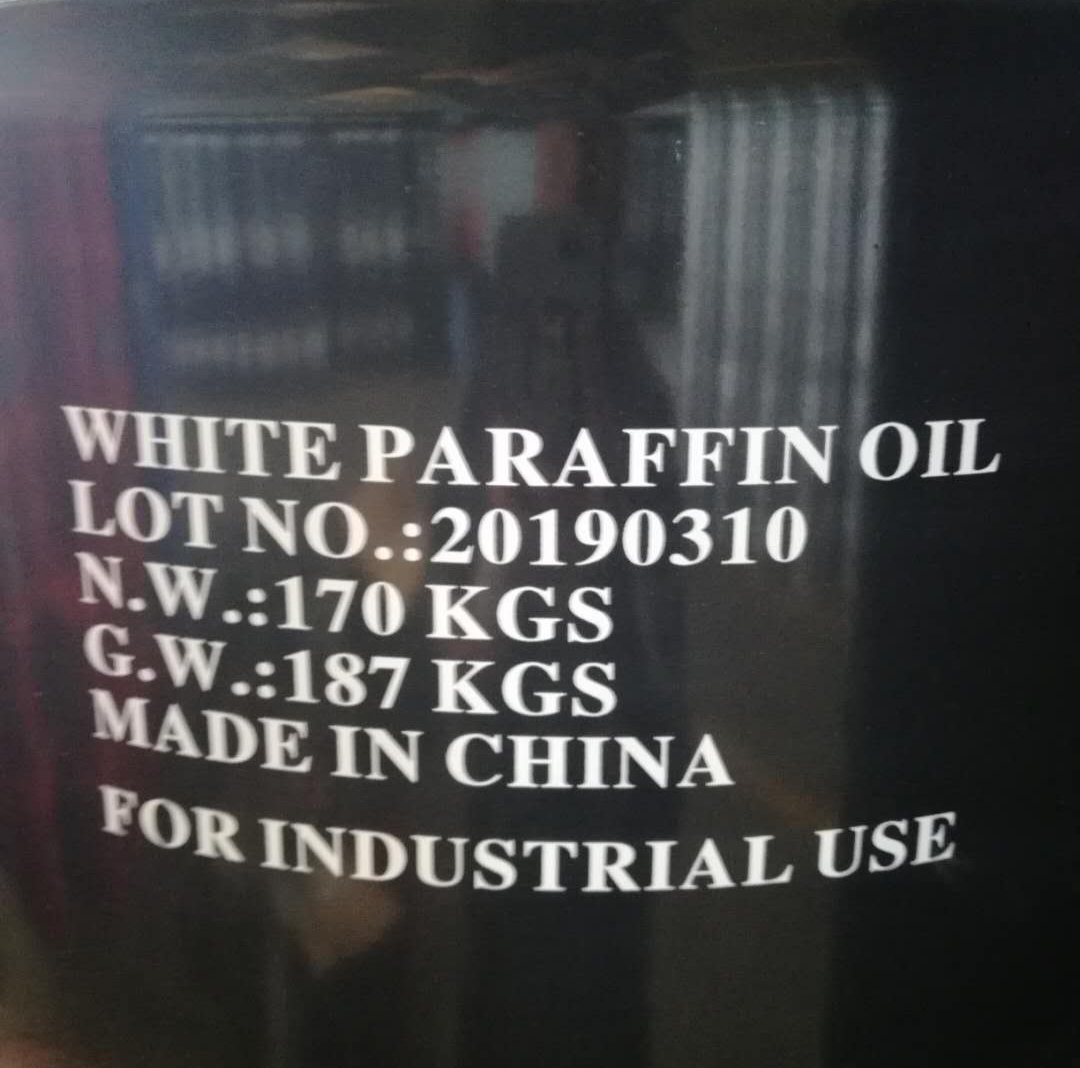 WHITE PARAFFIN OIL
LOT NO.:20190310
N.W.:170 KGS
G.W.:187 KGS
MADE IN CHINA
FOR INDUSTRIAL USE